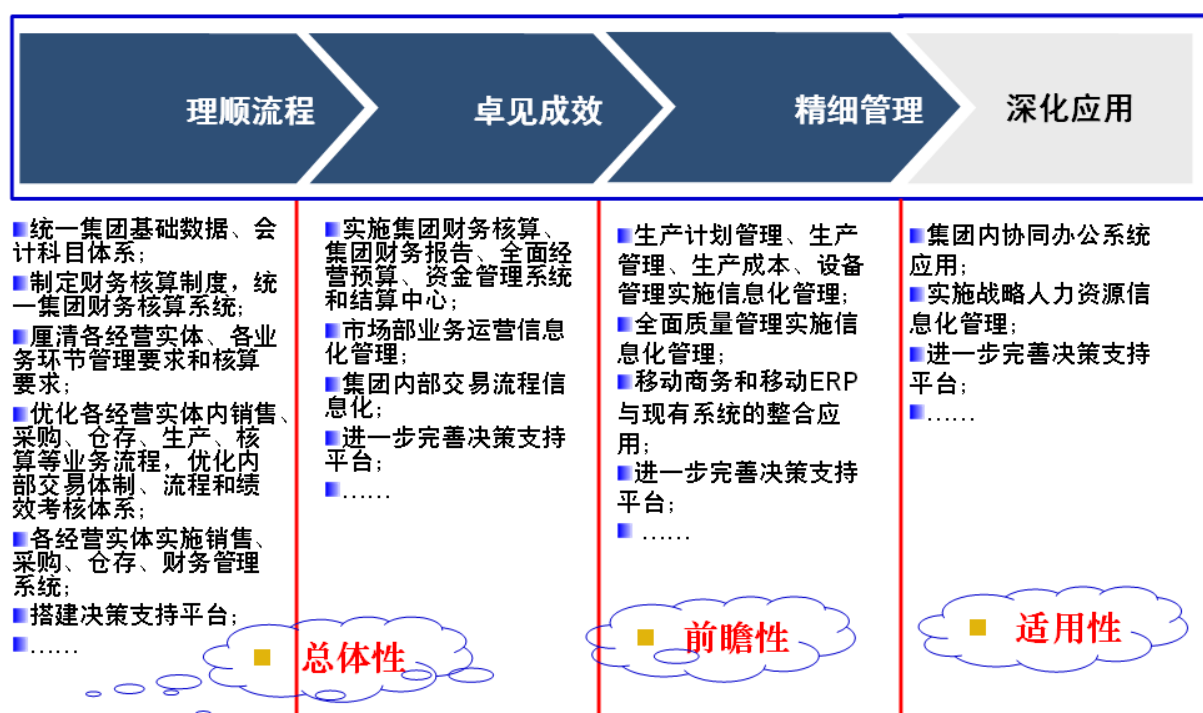 理顺流程
卓见成效
精细管理
深化应用
统一集团基础数据、会
计科目体系;
制定财务核算制度，统
一集团财务核算系统;
厘清各经营实体、各业
务环节管理要求和核算
要求;
优化各经营实体内销售、
采购、仓存、生产、核
算等业务流程，优化内
部交易体制、流程和绩
效考核体系;
各经营实体实施销售、
采购、仓存、财务管理
系统;
搭建决策支持平台;
……
实施集团财务核算、
集团财务报告、全面经
营预算、资金管理系统
和结算中心;
市场部业务运营信息
化管理;
集团内部交易流程信
息化;
进一步完善决策支持
平台;
……
生产计划管理、生产
管理、生产成本、设备
管理实施信息化管理;
全面质量管理实施信
息化管理;
移动商务和移动ERP
与现有系统的整合应
用;
进一步完善决策支持
平台;
……
集团内协同办公系统
应用;
实施战略人力资源信
息化管理;
进一步完善决策支持
平台;
……
总体性
前瞻性
适用性